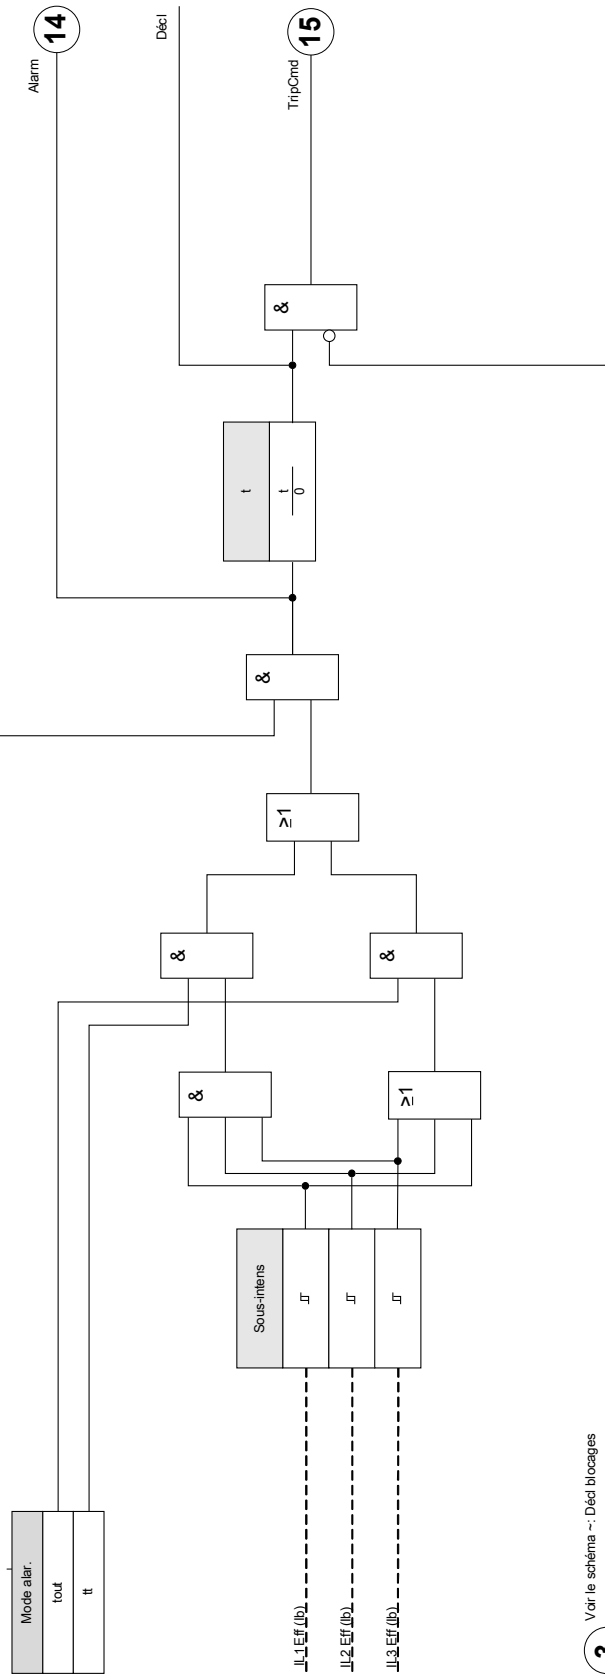 14
Alarm
Décl
15
TripCmd
&
t
t
0
&
≥1
&
&
&
≥1
Sous-intens
Mode alar.
tout
tt
IL1 Eff (Ib)
IL2 Eff (Ib)
IL3 Eff (Ib)
Voir le schéma ~: Décl blocages